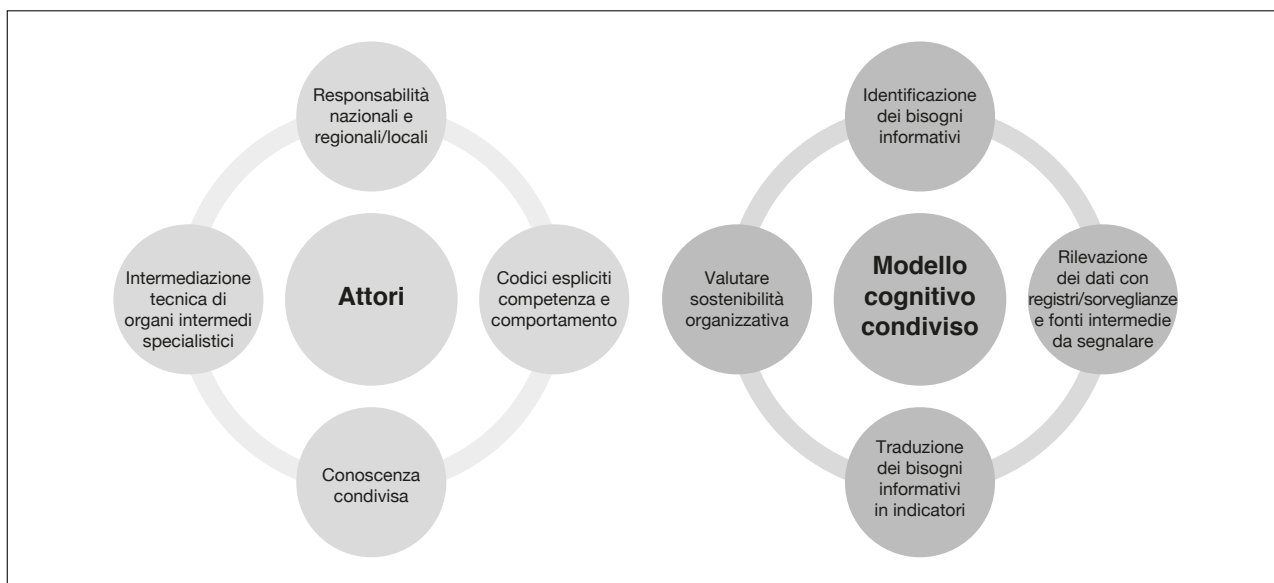 Responsabilità
nazionali e
regionali/locali
Intermediazione
tecnica di
organi intermedi
specialistici
Attori
Codici espliciti
competenza e
comportamento
Conoscenza
condivisa
Identificazione
dei bisogni
informativi
Valutare
sostenibilità
organizzativa
Modello
cognitivo
condiviso
Rilevazione
dei dati con
registri/sorveglianze
e fonti intermedie
da segnalare
Traduzione
dei bisogni
informativi
in indicatori